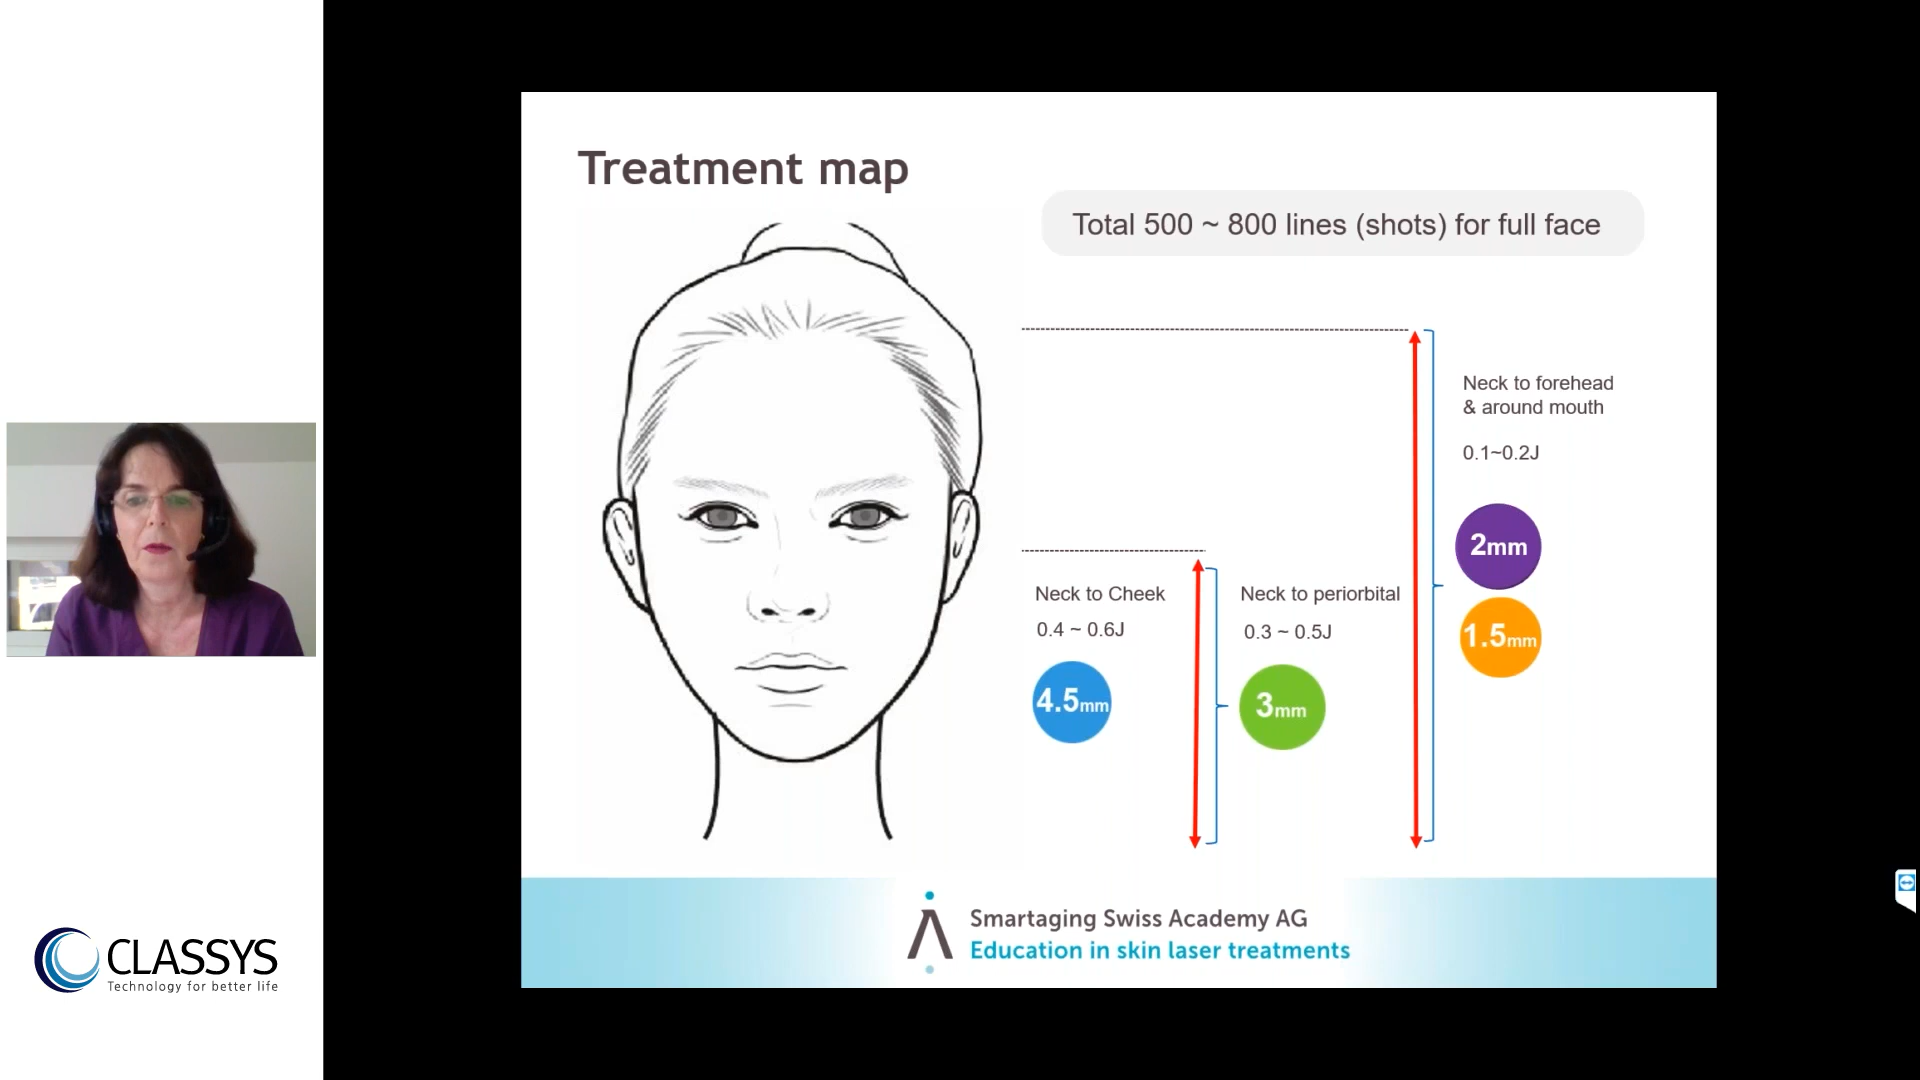 Treatment map
Total 500 ~ 800 lines (shots) for full face
Neck to forehead
& around mouth
0.1~0.2J
2mm
1.5mm
Neck to Cheek
0.4 ~ 0.6J
4.5mm
Neck to periorbital
0.3 ~ 0.5J
3mm
Smartaging Swiss Academy AG
Education in skin laser treatments
CLASSYS
Technology for better life